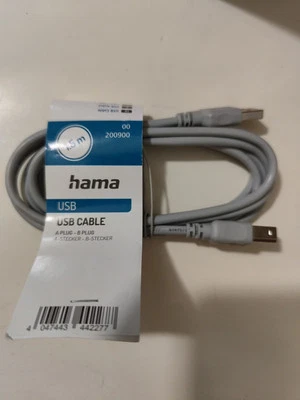 1,5 m
00
200900
hama
USB
USB CABLE
A-PLUG - B-PLUG
A-STECKER - B-STECKER
4 047443 442277